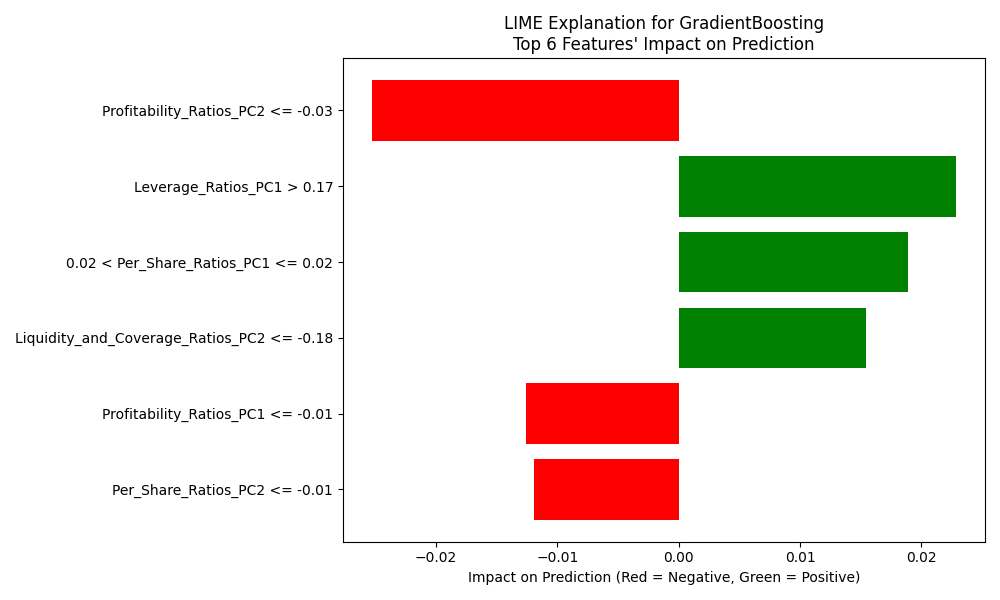 LIME Explanation for GradientBoosting
Top 6 Features' Impact on Prediction
Profitability_Ratios_PC2 <= -0.03
Leverage_Ratios_PC1 > 0.17
0.02 < Per_Share_Ratios_PC1 <= 0.02
Liquidity_and_Coverage_Ratios_PC2 <= -0.18
Profitability_Ratios_PC1 <= -0.01
Per_Share_Ratios_PC2 <= -0.01
−0.02 −0.01 0.00 0.01 0.02
Impact on Prediction (Red = Negative, Green = Positive)